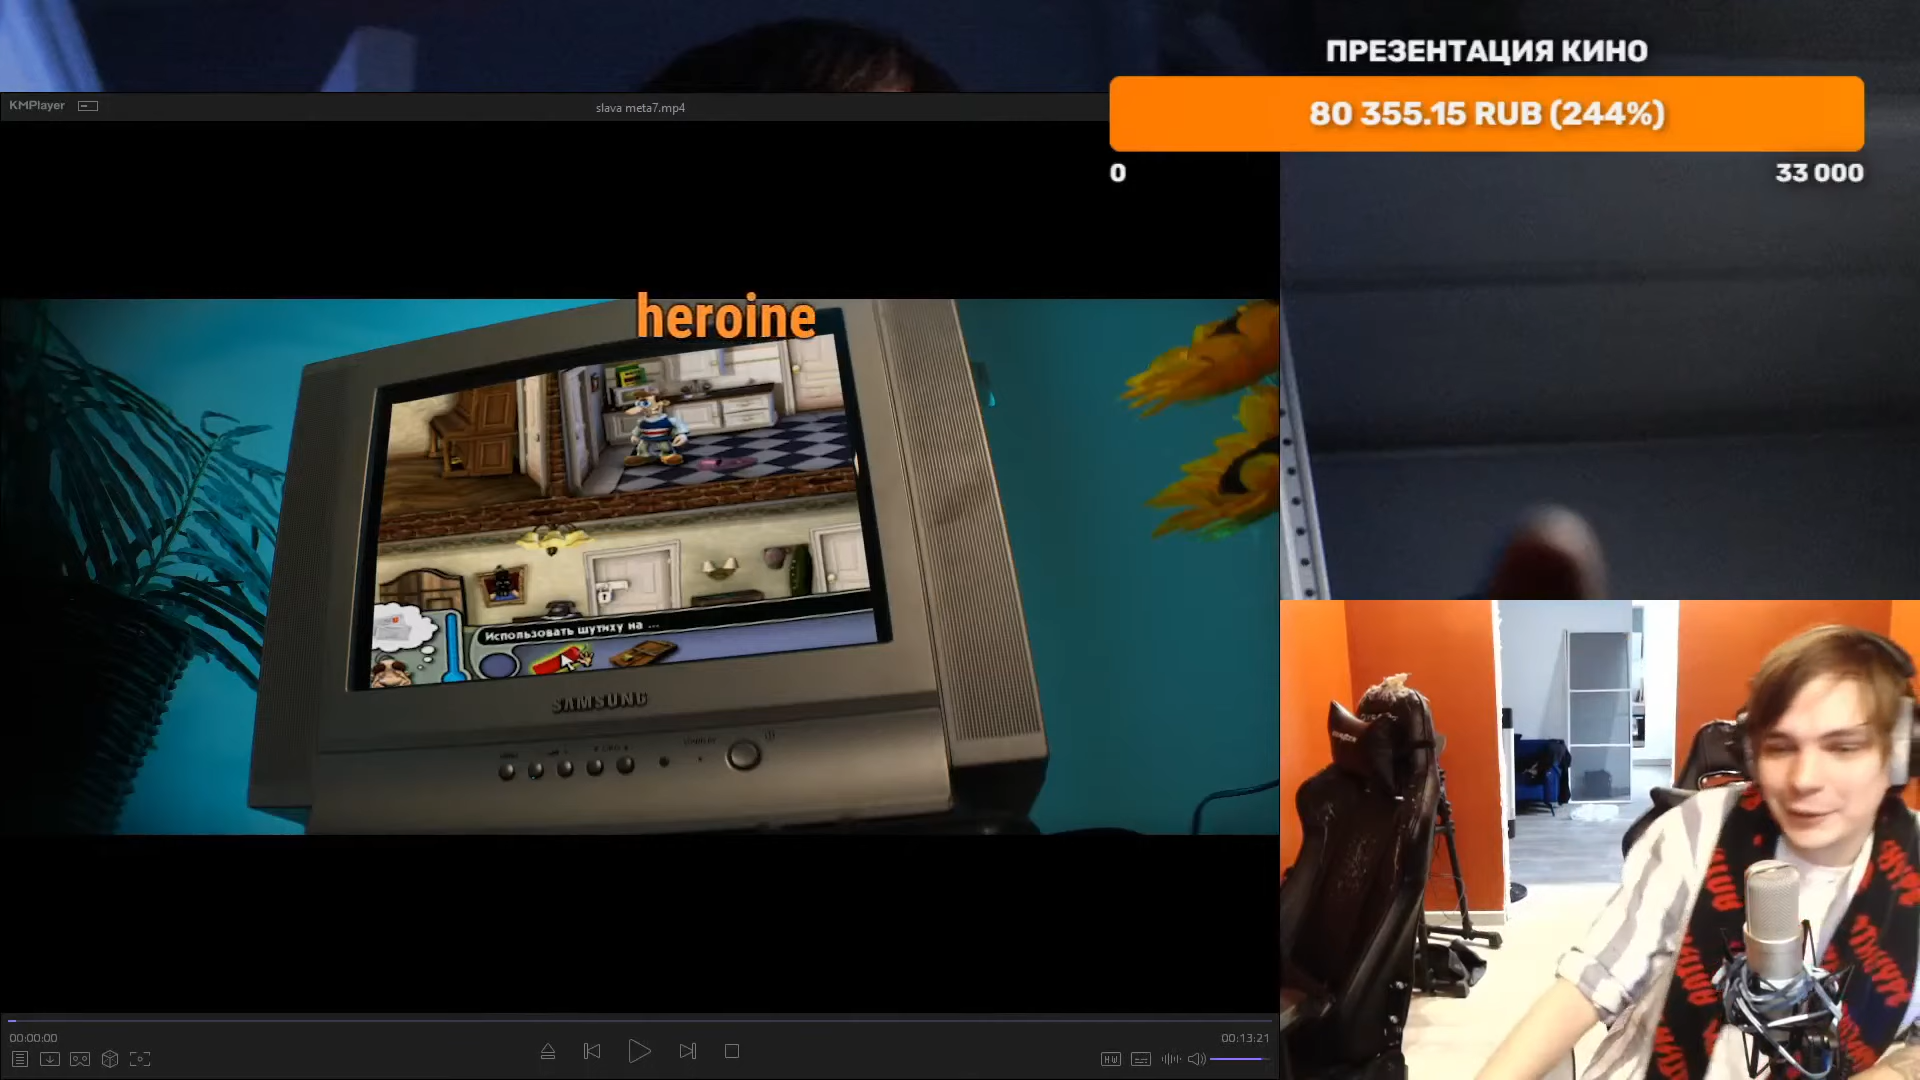 ПРЕЗЕНТАЦИЯ КИНО
KMPlayer
slava meta7.mp4
80 355.15 RUB (244%)
0
33 000
heroine
Использовать шутиху на ...
SAMSUNG
00:00:00
00:13:21